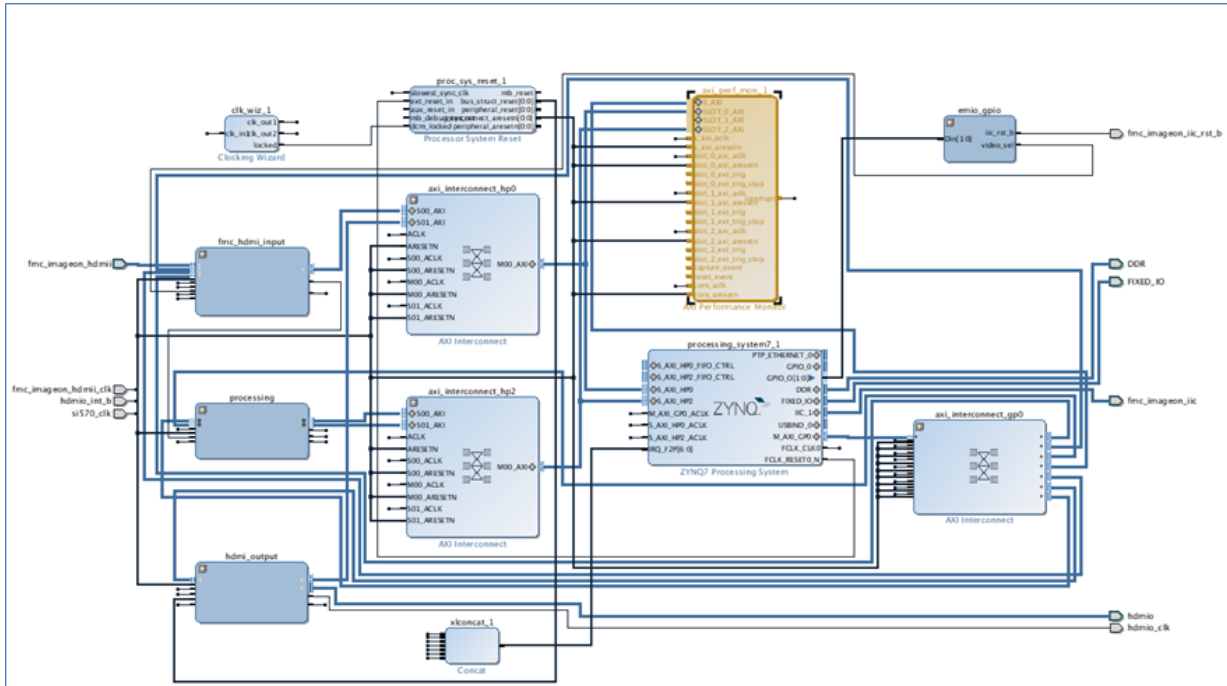 proc_sys_reset_1
slowest_sync_clk
mb_reset
ext_reset_in
bus_struct_reset[0:0]
aux_reset_in
peripheral_reset[0:0]
dcm_locked
peripheral_aresetn[0:0]
Processor System Reset
clk_wiz_1
clk_out1
clk_in1
clk_out2
locked
Clocking Wizard
axi_perf_mon_1
S_AXI
SLOT_0_AXI
SLOT_1_AXI
SLOT_2_AXI
s_axi_aclk
s_axi_aresetn
slot_0_axi_aclk
slot_0_axi_aresetn
slot_0_ext_trig
slot_0_ext_trig_stop
slot_1_axi_aclk
slot_1_axi_aresetn
slot_1_ext_trig
slot_1_ext_trig_stop
slot_2_axi_aclk
slot_2_axi_aresetn
slot_2_ext_trig
slot_2_ext_trig_stop
capture_event
reset_event
core_aclk
core_aresetn
AXI Performance Monitor
emio_gpio
Din[1:0]
iic_rst_b
video_sel
fmc_imageon_iic_rst_b
axi_interconnect_hp0
S00_AXI
S01_AXI
ACLK
ARESETN
S00_ACLK
S00_ARESETN
M00_ACLK
M00_ARESETN
S01_ACLK
S01_ARESETN
M00_AXI
AXI Interconnect
fmc_hdmi_input
fmc_imageon_hdmii
DDR
FIXED_IO
processing_system7_1
S_AXI_HP0_FIFO_CTRL
S_AXI_HP2_FIFO_CTRL
S_AXI_HP0
S_AXI_HP2
M_AXI_GP0_ACLK
S_AXI_HP0_ACLK
S_AXI_HP2_ACLK
IRQ_F2P[6:0]
ZYNQ
PTP_ETHERNET_0
GPIO_0
GPIO_O[1:0]
DDR
FIXED_IO
IIC_1
USBIND_0
M_AXI_GP0
FCLK_CLK0
FCLK_RESET0_N
ZYNQ7 Processing System
fmc_imageon_hdmii_clk
hdmio_int_b
si570_clk
processing
axi_interconnect_hp2
S00_AXI
S01_AXI
ACLK
ARESETN
S00_ACLK
S00_ARESETN
M00_ACLK
M00_ARESETN
S01_ACLK
S01_ARESETN
M00_AXI
AXI Interconnect
fmc_imageon_iic
axi_interconnect_gp0
AXI Interconnect
hdmi_output
xlconcat_1
Concat
hdmio
hdmio_clk